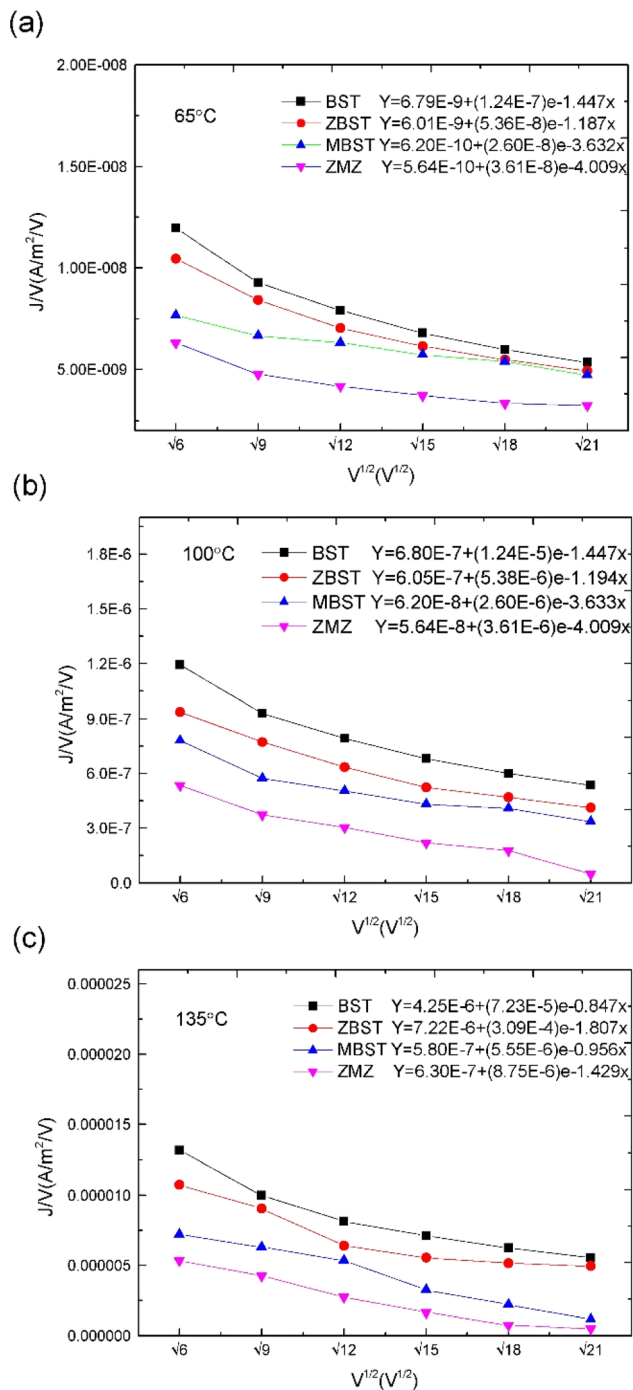 (a)
2.00E-008
1.50E-008
1.00E-008
5.00E-009
J/V(A/m²/V)
65°C
BST Y=6.79E-9+(1.24E-7)e-1.447x
ZBST Y=6.01E-9+(5.36E-8)e-1.187x
MBST Y=6.20E-10+(2.60E-8)e-3.632x
ZMZ Y=5.64E-10+(3.61E-8)e-4.009x
√6 √9 √12 √15 √18 √21
V^1/2(V^1/2)
(b)
1.8E-6
1.5E-6
1.2E-6
9.0E-7
6.0E-7
3.0E-7
0.0
J/V(A/m²/V)
100°C
BST Y=6.80E-7+(1.24E-5)e-1.447x
ZBST Y=6.05E-7+(5.38E-6)e-1.194x
MBST Y=6.20E-8+(2.60E-6)e-3.633x
ZMZ Y=5.64E-8+(3.61E-6)e-4.009x
√6 √9 √12 √15 √18 √21
V^1/2(V^1/2)
(c)
0.000025
0.000020
0.000015
0.000010
0.000005
0.000000
J/V(A/m²/V)
135°C
BST Y=4.25E-6+(7.23E-5)e-0.847x
ZBST Y=7.22E-6+(3.09E-4)e-1.807x
MBST Y=5.80E-7+(5.55E-6)e-0.956x
ZMZ Y=6.30E-7+(8.75E-6)e-1.429x
√6 √9 √12 √15 √18 √21
V^1/2(V^1/2)